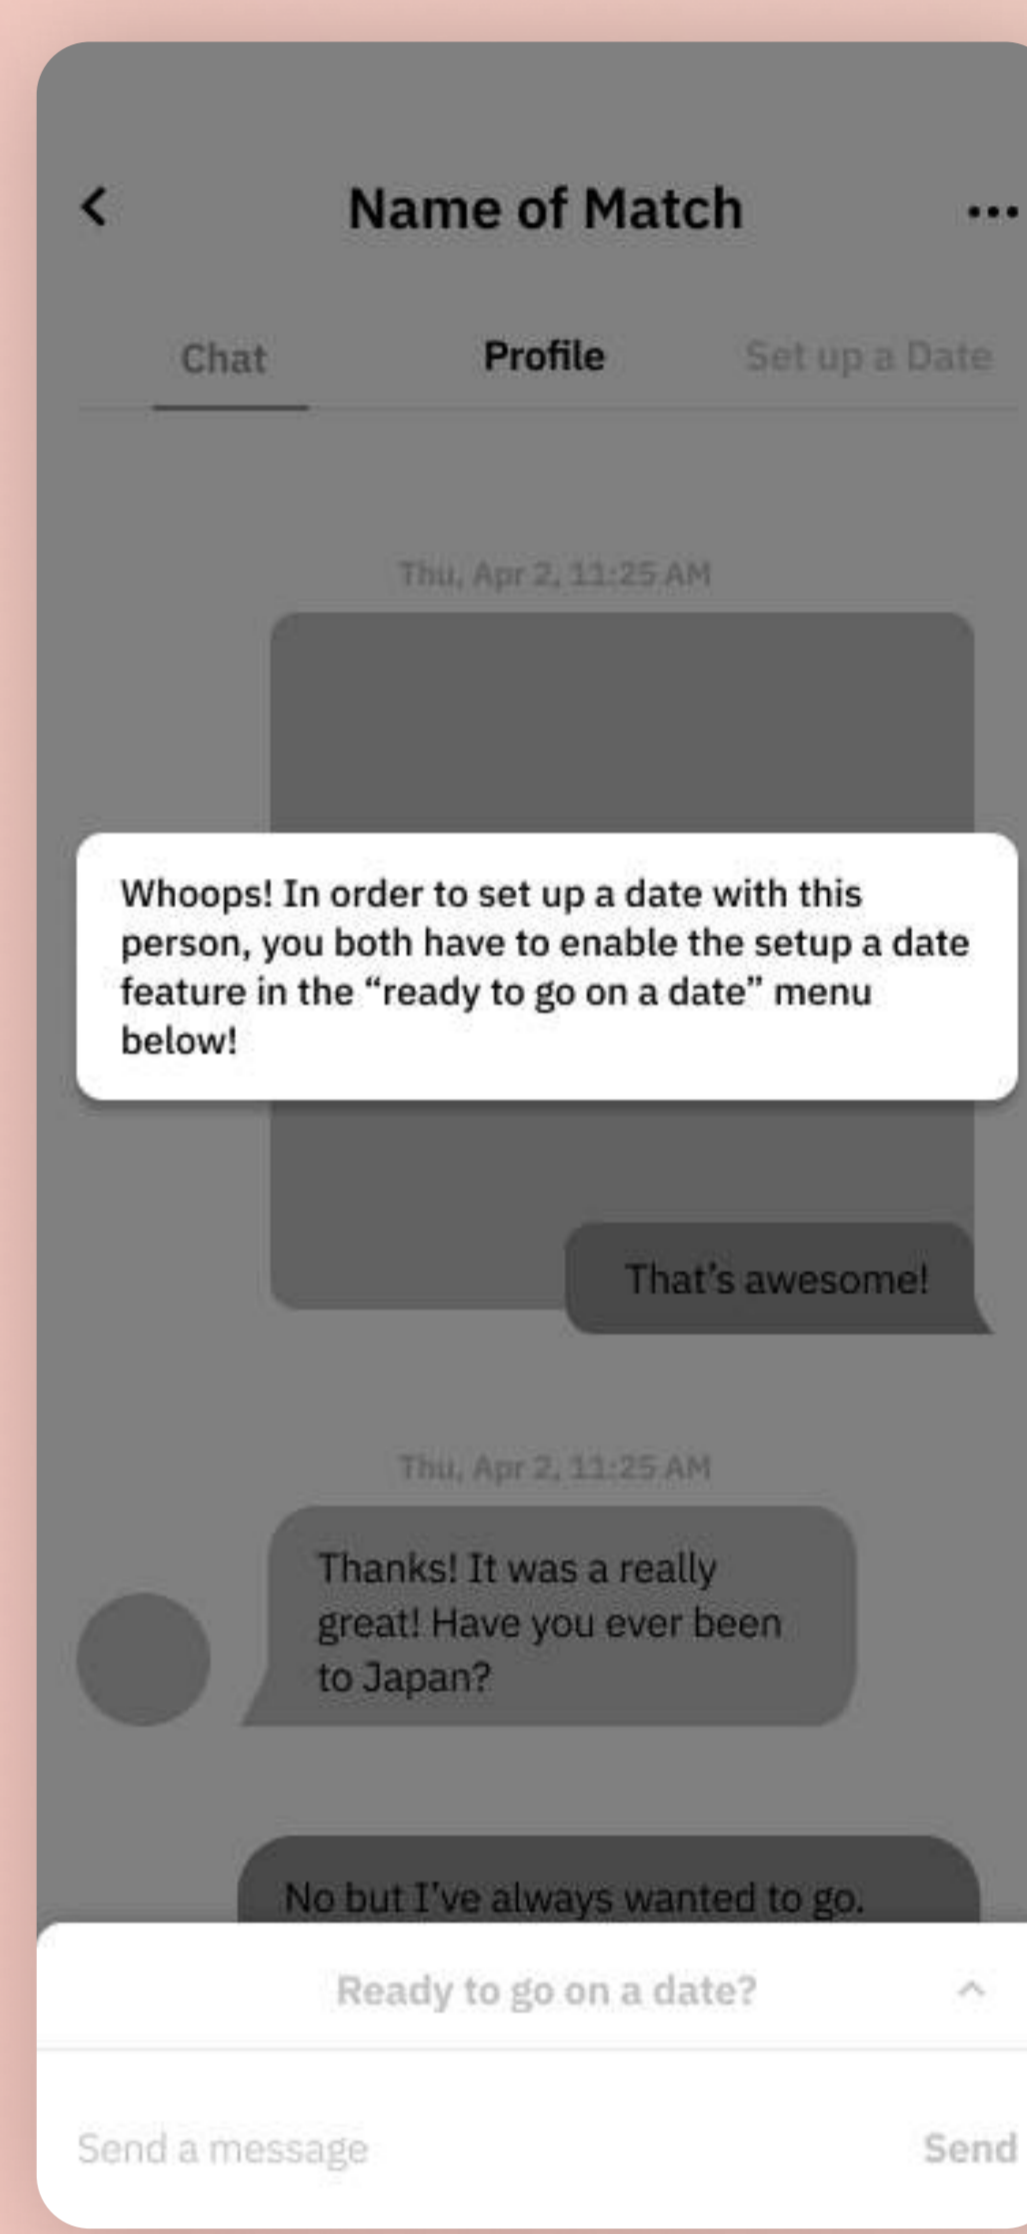 Name of Match
Chat Profile Set up a Date
Thu, Apr 2, 11:25 AM
Whoops! In order to set up a date with this
person, you both have to enable the setup a date
feature in the “ready to go on a date” menu
below!
That’s awesome!
Thu, Apr 2, 11:25 AM
Thanks! It was a really
great! Have you ever been
to Japan?
No but I’ve always wanted to go.
Ready to go on a date?
Send a message Send